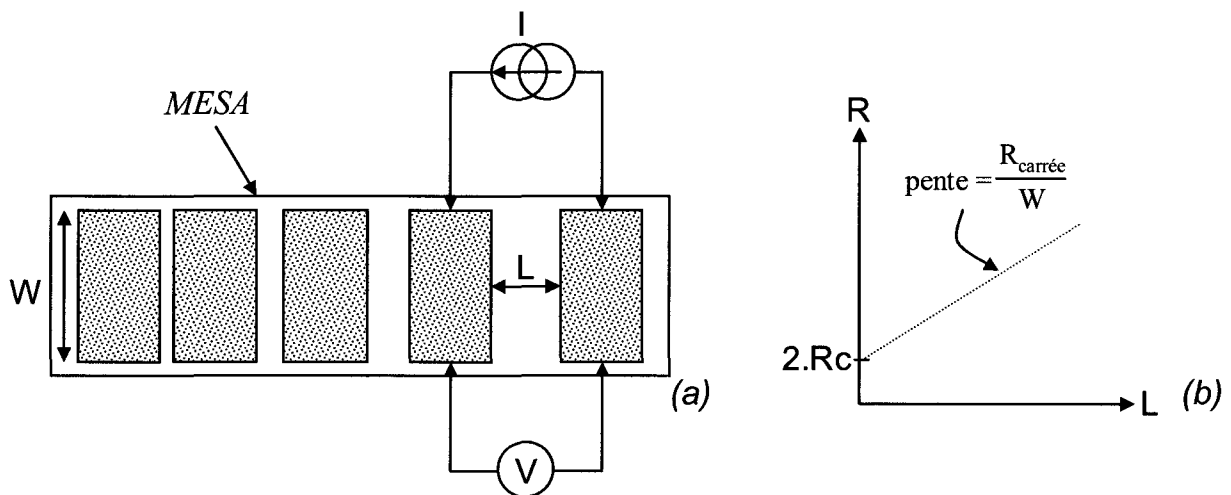 I
MESA
W
L
V
(a)
R
pente = R_carrée / W
2.Rc
L
(b)